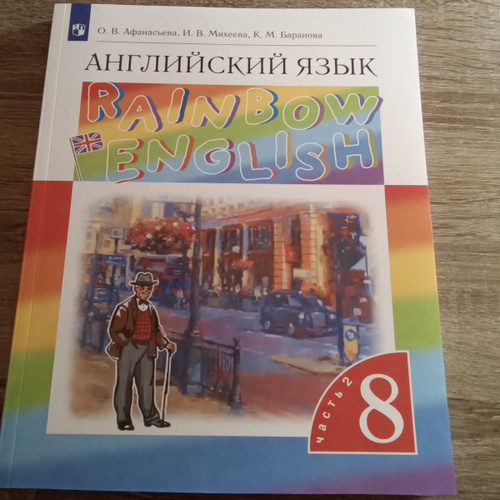 О. В. Афанасьева, И. В. Михеева, К. М. Баранова
АНГЛИЙСКИЙ ЯЗЫК
RAINBOW
ENGLISH
часть 2
8